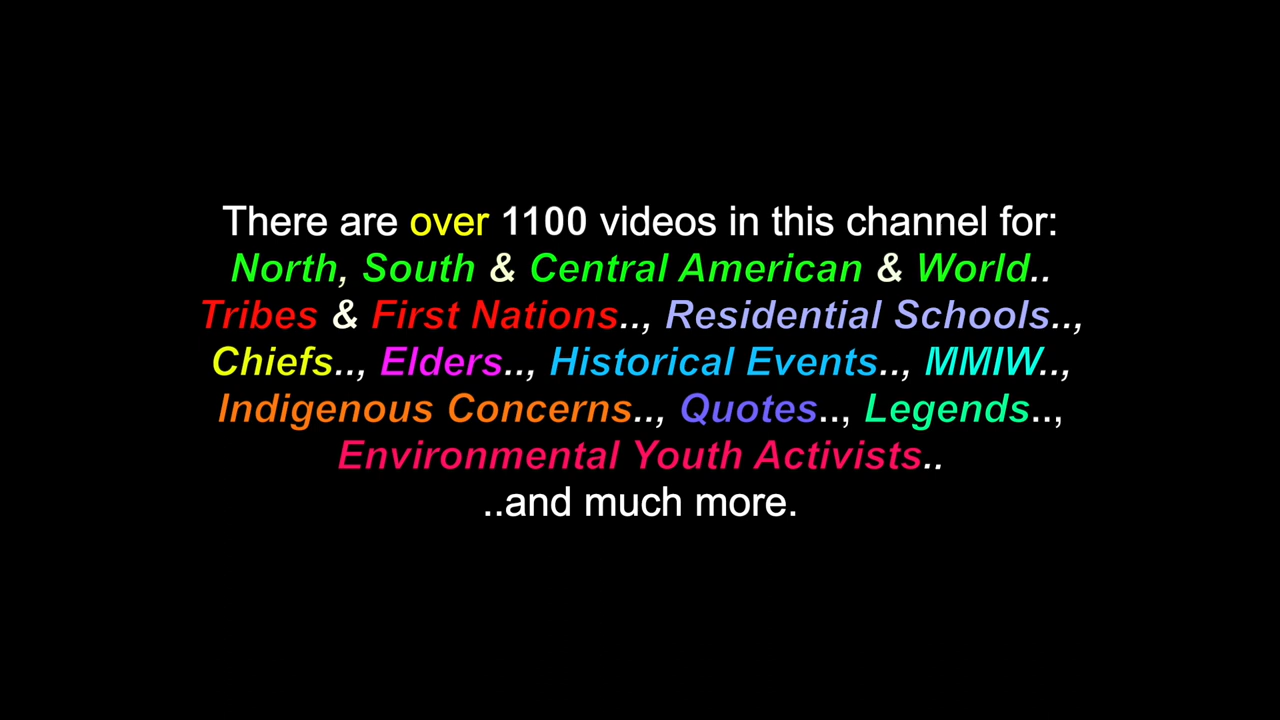 There are over 1100 videos in this channel for:
North, South & Central American & World..
Tribes & First Nations.., Residential Schools..,
Chiefs.., Elders.., Historical Events.., MMIW..,
Indigenous Concerns.., Quotes.., Legends..,
Environmental Youth Activists..
..and much more.